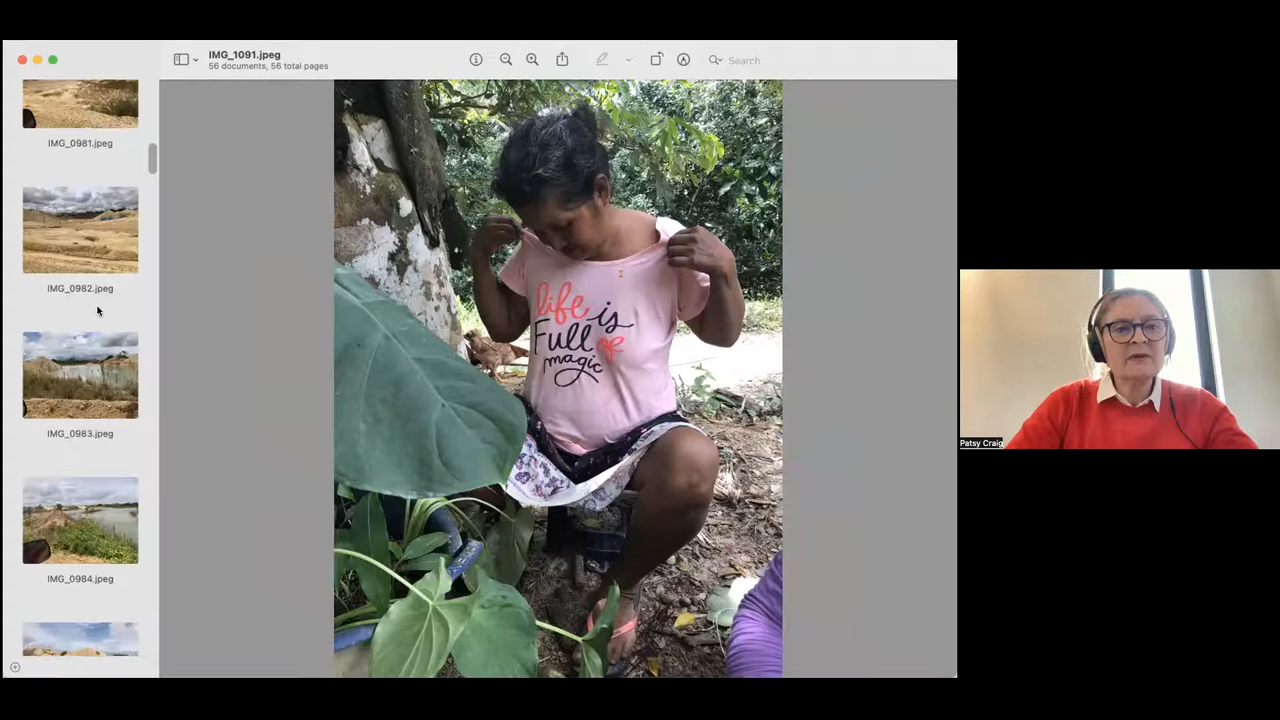 IMG_1091.jpeg
56 documents, 56 total pages
Search
IMG_0981.jpeg
IMG_0982.jpeg
IMG_0983.jpeg
IMG_0984.jpeg
life is
Full of
magic
Patsy Craig